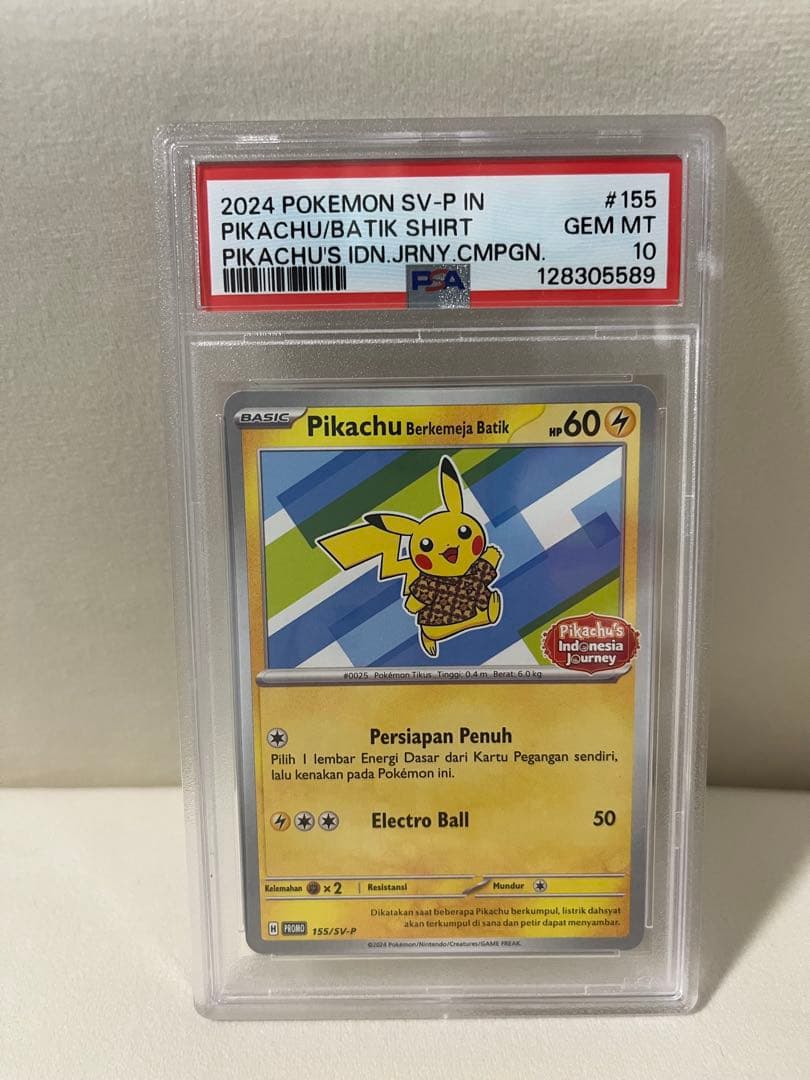 2024 POKEMON SV-P IN #155
PIKACHU/BATIK SHIRT GEM MT
PIKACHU'S IDN.JRNY.CMPGN. 10
PSA 128305589
BASIC Pikachu Berkemeja Batik HP 60
Pikachu's
Indonesia
Journey
#0025 Pokémon Tikus Tinggi: 0.4 m Berat: 6.0 kg
Persiapan Penuh
Pilih 1 lembar Energi Dasar dari Kartu Pegangan sendiri,
lalu kenakan pada Pokémon ini.
Electro Ball 50
Kelemahan ×2 Resistansi Mundur
Dikatakan saat beberapa Pikachu berkumpul, listrik dahsyat
akan terkumpul di sana dan petir dapat menyambar.
H PROMO 155/SV-P
©2024 Pokémon/Nintendo/Creatures/GAME FREAK.